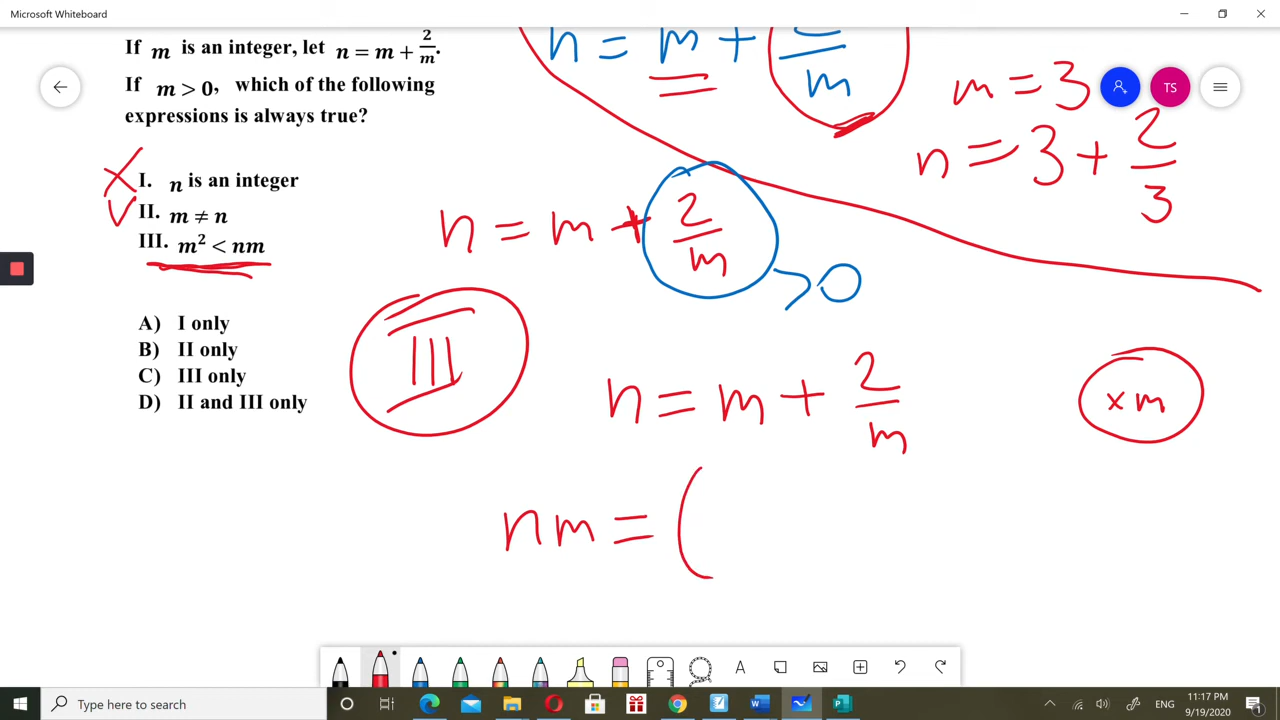 Microsoft Whiteboard
If m is an integer, let n = m + 2/m.
If m > 0, which of the following
expressions is always true?
I. n is an integer
II. m ≠ n
III. m² < nm
A) I only
B) II only
C) III only
D) II and III only
n = m + 2/m
m = 3
n = 3 + 2/3
n = m + 2/m
>0
III
n = m + 2/m
×m
nm = (
TS
A
Type here to search
ENG
11:17 PM
9/19/2020
1